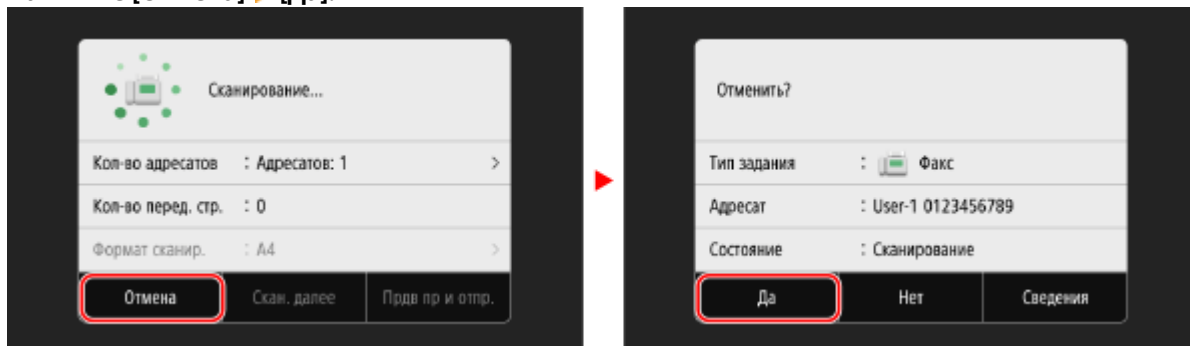 Сканирование...
Кол-во адресатов : Адресатов: 1 >
Кол-во перед. стр. : 0
Формат сканир. : A4 >
Отмена Скан. далее Прдв пр и отпр.
Отменить?
Тип задания : Факс
Адресат : User-1 0123456789
Состояние : Сканирование
Да Нет Сведения